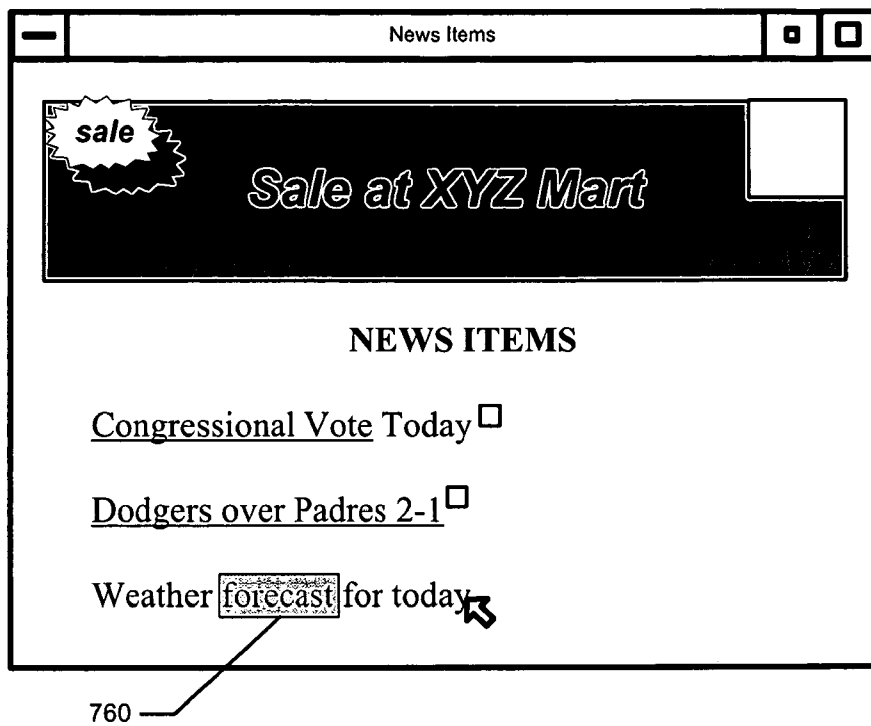 News Items
sale
Sale at XYZ Mart
NEWS ITEMS
Congressional Vote Today
Dodgers over Padres 2-1
Weather forecast for today
760